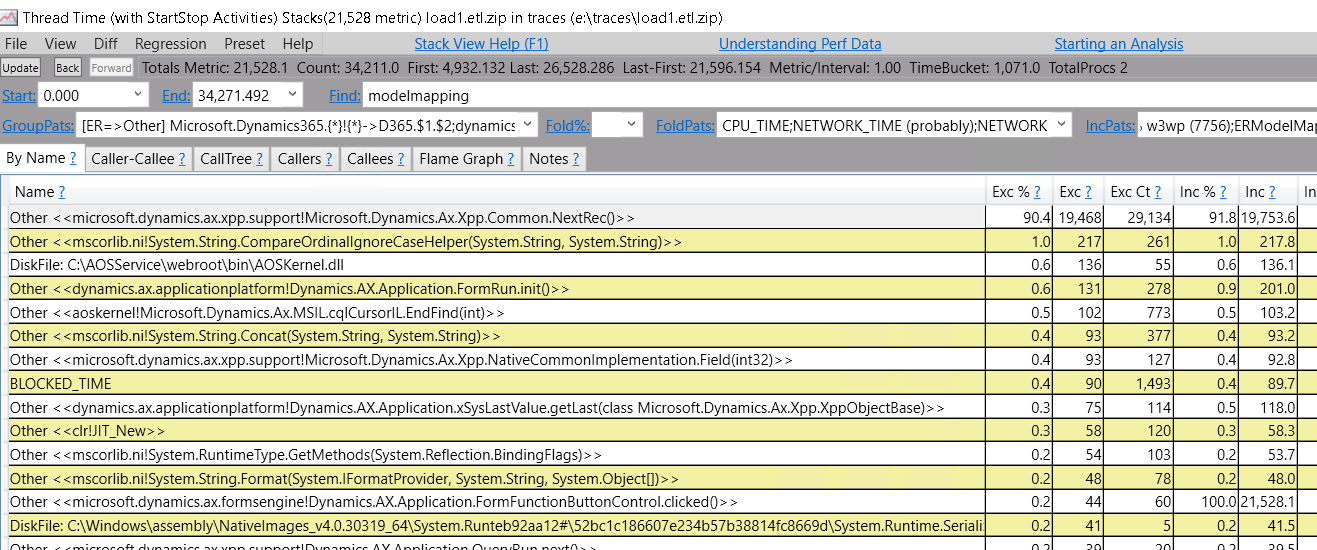 Thread Time (with StartStop Activities) Stacks(21,528 metric) load1.etl.zip in traces (e:\traces\load1.etl.zip)
File View Diff Regression Preset Help Stack View Help (F1) Understanding Perf Data Starting an Analysis
Update Back Forward Totals Metric: 21,528.1 Count: 34,211.0 First: 4,932.132 Last: 26,528.286 Last-First: 21,596.154 Metric/Interval: 1.00 TimeBucket: 1,071.0 TotalProcs 2
Start: 0.000 End: 34,271.492 Find: modelmapping
GroupPats: [ER=>Other] Microsoft.Dynamics365.{*}!{*}->D365.$1.$2;dynamics Fold%: FoldPats: CPU_TIME;NETWORK_TIME (probably);NETWORK IncPats: w3wp (7756);ERModelMap
By Name ? Caller-Callee ? CallTree ? Callers ? Callees ? Flame Graph ? Notes ?
Name ? Exc % ? Exc ? Exc Ct ? Inc % ? Inc ? In
Other <<microsoft.dynamics.ax.xpp.support!Microsoft.Dynamics.Ax.Xpp.Common.NextRec()>> 90.4 19,468 29,134 91.8 19,753.6
Other <<mscorlib.ni!System.String.CompareOrdinalIgnoreCaseHelper(System.String, System.String)>> 1.0 217 261 1.0 217.8
DiskFile: C:\AOSService\webroot\bin\AOSKernel.dll 0.6 136 55 0.6 136.1
Other <<dynamics.ax.applicationplatform!Dynamics.AX.Application.FormRun.init()>> 0.6 131 278 0.9 201.0
Other <<aoskernel!Microsoft.Dynamics.Ax.MSIL.cqlCursorIL.EndFind(int)>> 0.5 102 773 0.5 103.2
Other <<mscorlib.ni!System.String.Concat(System.String, System.String)>> 0.4 93 377 0.4 93.2
Other <<microsoft.dynamics.ax.xpp.support!Microsoft.Dynamics.Ax.Xpp.NativeCommonImplementation.Field(int32)>> 0.4 93 127 0.4 92.8
BLOCKED_TIME 0.4 90 1,493 0.4 89.7
Other <<dynamics.ax.applicationplatform!Dynamics.AX.Application.xSysLastValue.getLast(class Microsoft.Dynamics.Ax.Xpp.XppObjectBase)>> 0.3 75 114 0.5 118.0
Other <<clr!JIT_New>> 0.3 58 120 0.3 58.3
Other <<mscorlib.ni!System.RuntimeType.GetMethods(System.Reflection.BindingFlags)>> 0.2 54 103 0.2 53.7
Other <<mscorlib.ni!System.String.Format(System.IFormatProvider, System.String, System.Object[])>> 0.2 48 78 0.2 48.0
Other <<microsoft.dynamics.ax.formsengine!Dynamics.AX.Application.FormFunctionButtonControl.clicked()>> 0.2 44 60 100.0 21,528.1
DiskFile: C:\Windows\assembly\NativeImages_v4.0.30319_64\System.Runteb92aa12#\52bc1c186607e234b57b38814fc8669d\System.Runtime.Seriali. 0.2 41 5 0.2 41.5
Other <<microsoft.dynamics.ax.xpp.support!Dynamics.AX.Application.QueryRun.next()>> 0.2 39 20 0.2 39.5